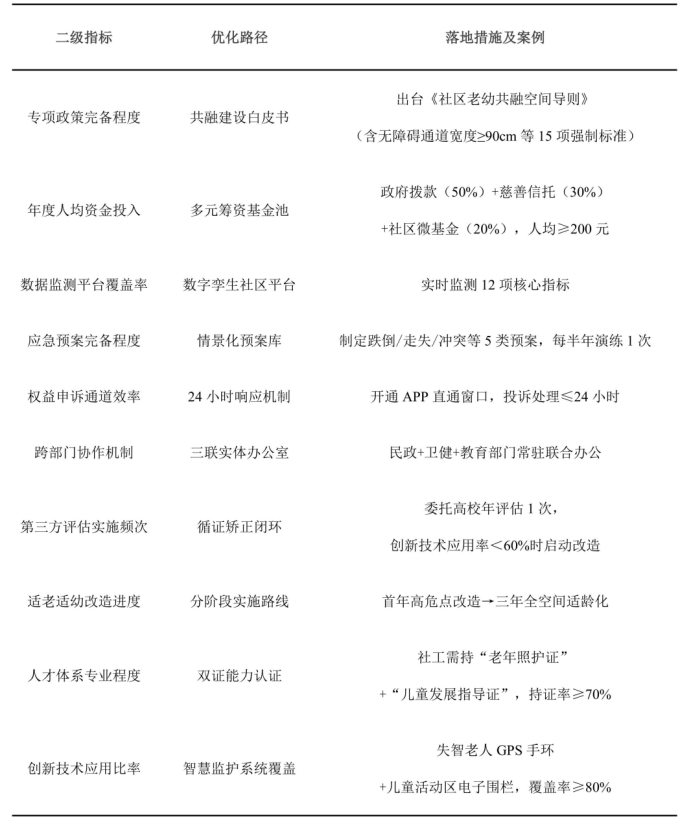 二级指标 优化路径 落地措施及案例
专项政策完备程度 共融建设白皮书 出台《社区老幼共融空间导则》
（含无障碍通道宽度≥90cm 等 15 项强制标准）
年度人均资金投入 多元筹资基金池 政府拨款（50%）+慈善信托（30%）
+社区微基金（20%），人均≥200 元
数据监测平台覆盖率 数字孪生社区平台 实时监测 12 项核心指标
应急预案完备程度 情景化预案库 制定跌倒/走失/冲突等 5 类预案，每半年演练 1 次
权益申诉通道效率 24 小时响应机制 开通 APP 直通窗口，投诉处理≤24 小时
跨部门协作机制 三联实体办公室 民政+卫健+教育部门常驻联合办公
第三方评估实施频次 循证矫正闭环 委托高校年评估 1 次，
创新技术应用率＜60%时启动改造
适老适幼改造进度 分阶段实施路线 首年高危点改造→三年全空间适龄化
人才体系专业程度 双证能力认证 社工需持“老年照护证”
+“儿童发展指导证”，持证率≥70%
创新技术应用比率 智慧监护系统覆盖 失智老人 GPS 手环
+儿童活动区电子围栏，覆盖率≥80%